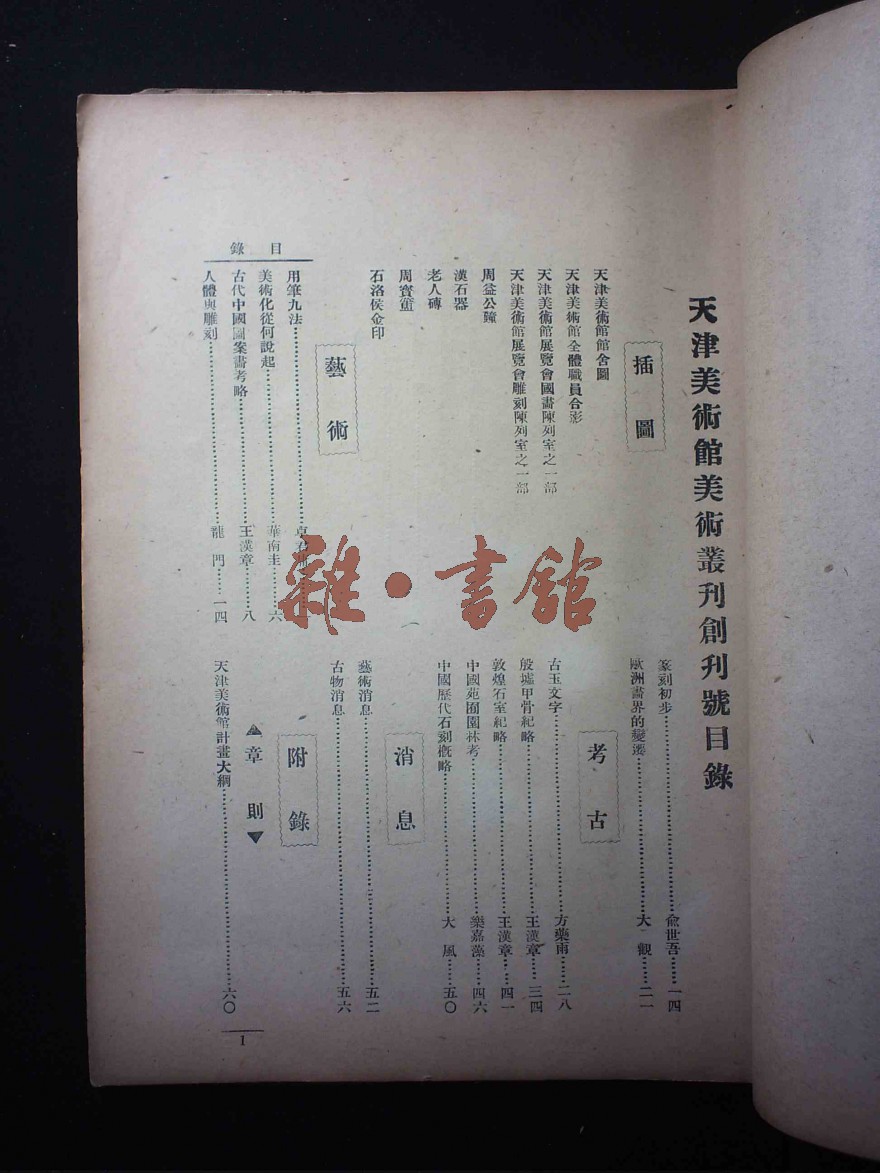 天津美術館美術叢刊創刊號目錄
插圖
天津美術館館舍圖
天津美術館全體職員合影
天津美術館展覽會國畫陳列室之一部
天津美術館展覽會雕刻陳列室之一部
周益公鐘
漢石器
老人磚
周寳董
石洛侯金印
藝術
目錄
用筆九法
美術化從何說起 華南圭 六
古代中國圖案畵考略 王漢章 八
人體與雕刻 龍門 一四
篆刻初步 俞世吾 一四
歐洲畵界的變遷 大觀 二一
考古
古玉文字 方藥雨 二八
殷墟甲骨紀略 王漢章 三四
敦煌石室紀略 王漢章 四一
中國苑囿園林考 樂嘉藻 四六
中國歷代石刻概略 大風 五〇
消息
藝術消息 五二
古物消息 五六
附錄
▲章則▼
天津美術館計畫大綱 六〇
1
雜·書館